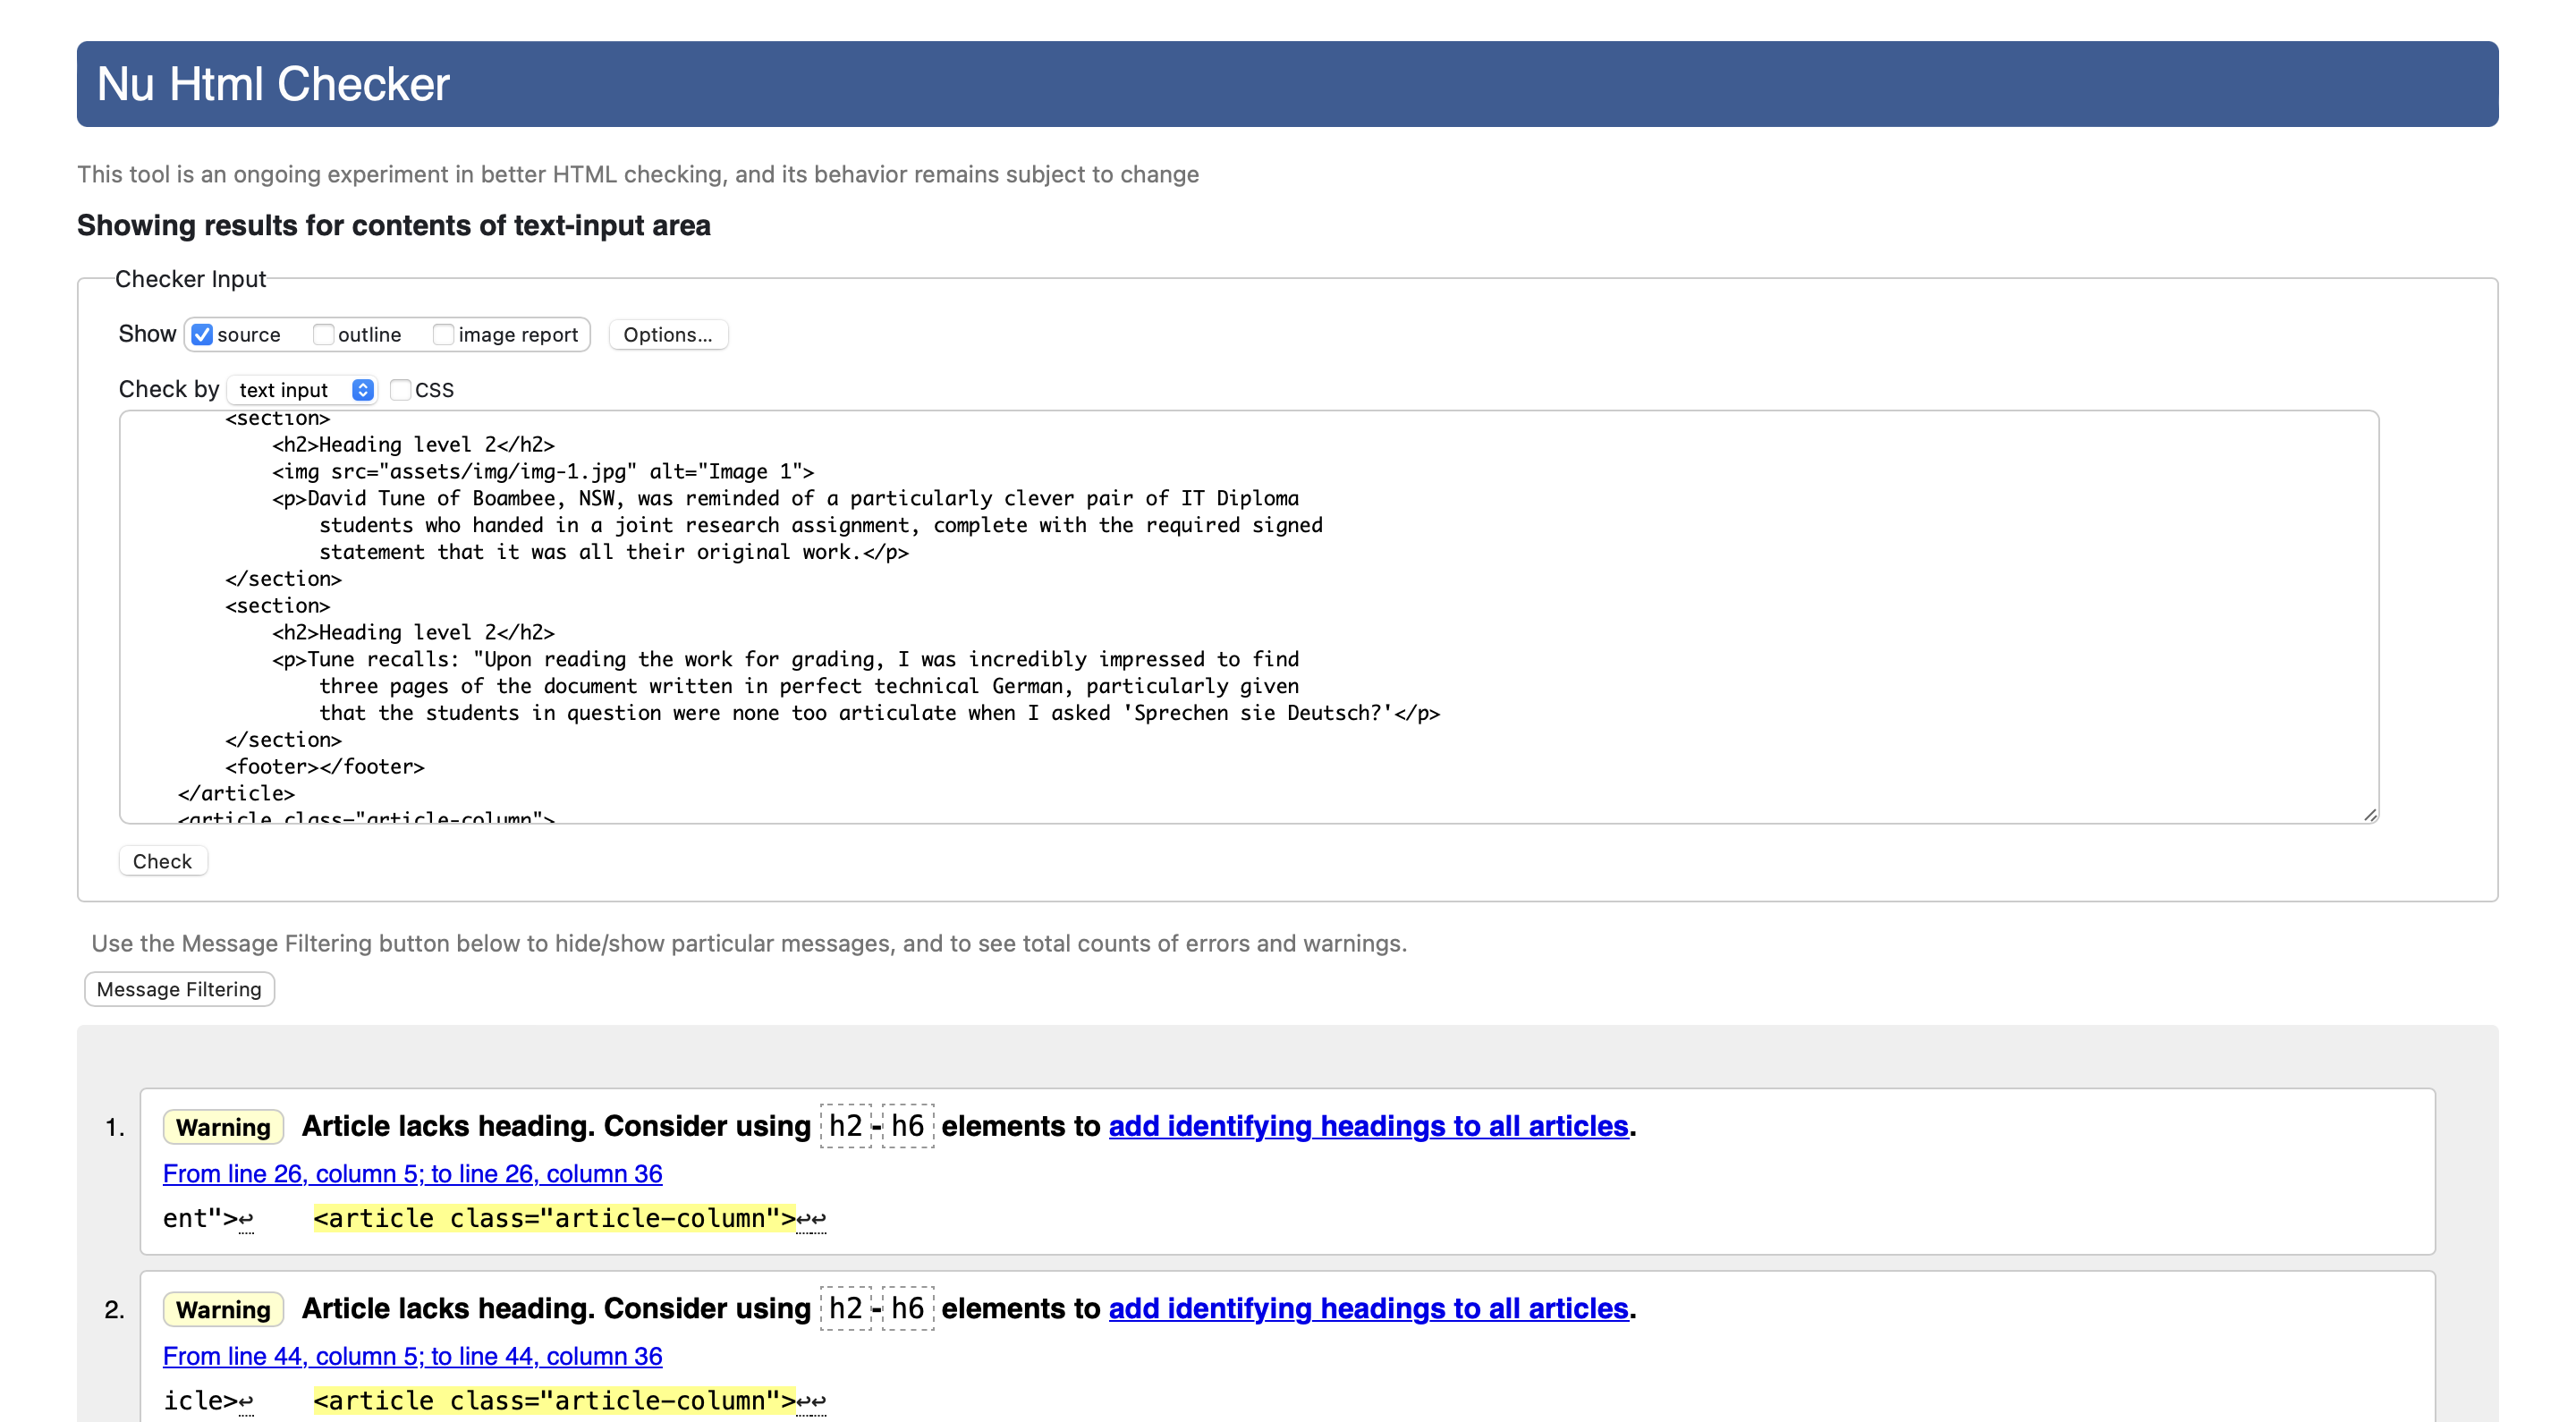 Nu Html Checker
This tool is an ongoing experiment in better HTML checking, and its behavior remains subject to change
Showing results for contents of text-input area
Checker Input
Show source outline image report Options...
Check by text input CSS
<section>
<h2>Heading level 2</h2>
<img src="assets/img/img-1.jpg" alt="Image 1">
<p>David Tune of Boambee, NSW, was reminded of a particularly clever pair of IT Diploma
students who handed in a joint research assignment, complete with the required signed
statement that it was all their original work.</p>
</section>
<section>
<h2>Heading level 2</h2>
<p>Tune recalls: "Upon reading the work for grading, I was incredibly impressed to find
three pages of the document written in perfect technical German, particularly given
that the students in question were none too articulate when I asked 'Sprechen sie Deutsch?'</p>
</section>
<footer></footer>
</article>
<article class="article-column">
Check
Use the Message Filtering button below to hide/show particular messages, and to see total counts of errors and warnings.
Message Filtering
1. Warning Article lacks heading. Consider using h2-h6 elements to add identifying headings to all articles.
From line 26, column 5; to line 26, column 36
ent">↩ <article class="article-column">↩↩
2. Warning Article lacks heading. Consider using h2-h6 elements to add identifying headings to all articles.
From line 44, column 5; to line 44, column 36
icle>↩ <article class="article-column">↩↩